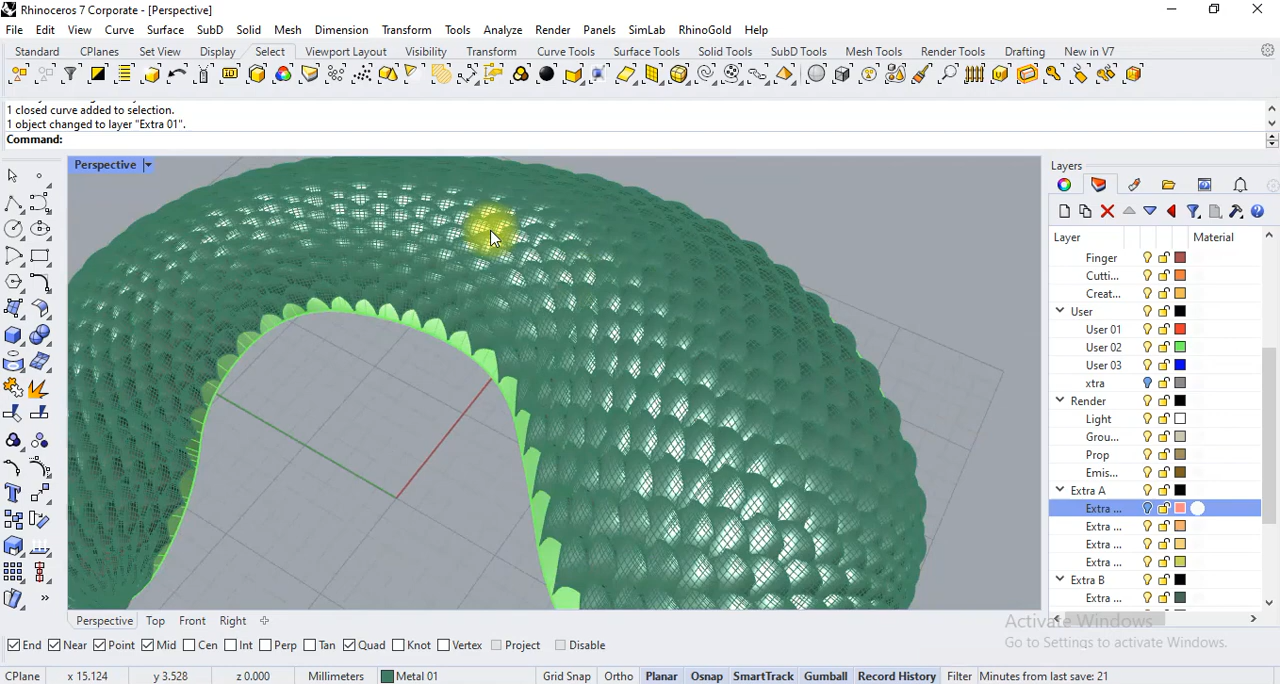 Rhinoceros 7 Corporate - [Perspective]
File Edit View Curve Surface SubD Solid Mesh Dimension Transform Tools Analyze Render Panels SimLab RhinoGold Help
Standard CPlanes Set View Display Select Viewport Layout Visibility Transform Curve Tools Surface Tools Solid Tools SubD Tools Mesh Tools Render Tools Drafting New in V7
1 closed curve added to selection.
1 object changed to layer "Extra 01".
Command:
Perspective
Layers
Layer Material
Finger
Cutti...
Creat...
User
User 01
User 02
User 03
xtra
Render
Light
Grou...
Prop
Emis...
Extra A
Extra ...
Extra ...
Extra ...
Extra ...
Extra B
Extra ...
Activate Windows
Go to Settings to activate Windows.
Perspective Top Front Right
End Near Point Mid Cen Int Perp Tan Quad Knot Vertex Project Disable
CPlane x 15.124 y 3.528 z 0.000 Millimeters Metal 01 Grid Snap Ortho Planar Osnap SmartTrack Gumball Record History Filter Minutes from last save: 21